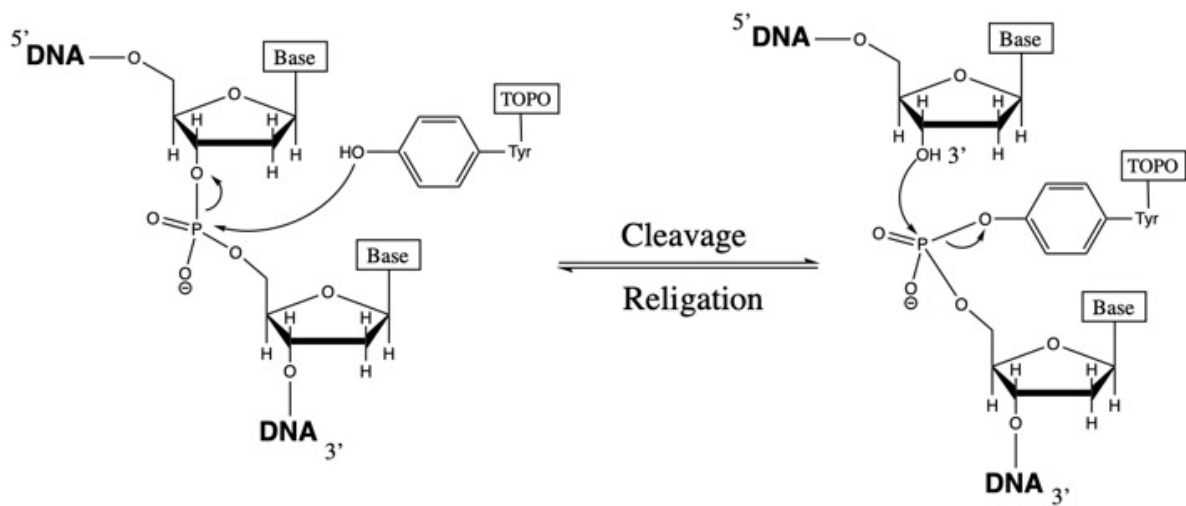 5’
DNA
O
Base
O
H
H
H
H
O
O
P
O
O
⊖
HO
TOPO
Tyr
Base
O
H
H
H
H
O
DNA 3’
Cleavage
Religation
5’
DNA
O
Base
O
H
H
H
H
OH 3’
TOPO
Tyr
O
O
P
O
⊖
O
Base
O
H
H
H
H
O
DNA 3’